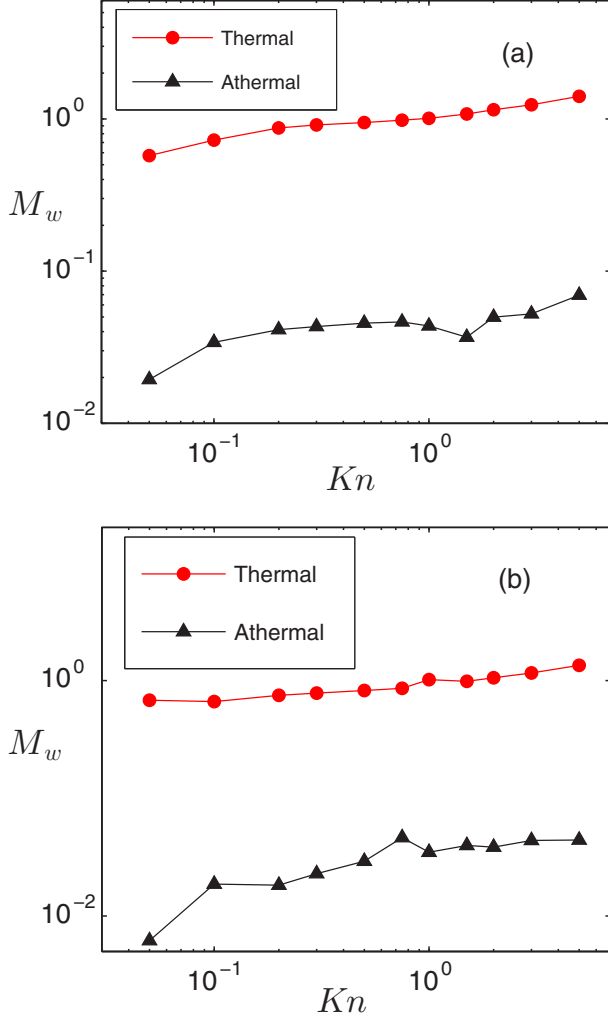 Thermal
(a)
Athermal
10^0
M_w
10^{-1}
10^{-2}
10^{-1}
10^0
Kn
Thermal
(b)
Athermal
10^0
M_w
10^{-2}
10^{-1}
10^0
Kn